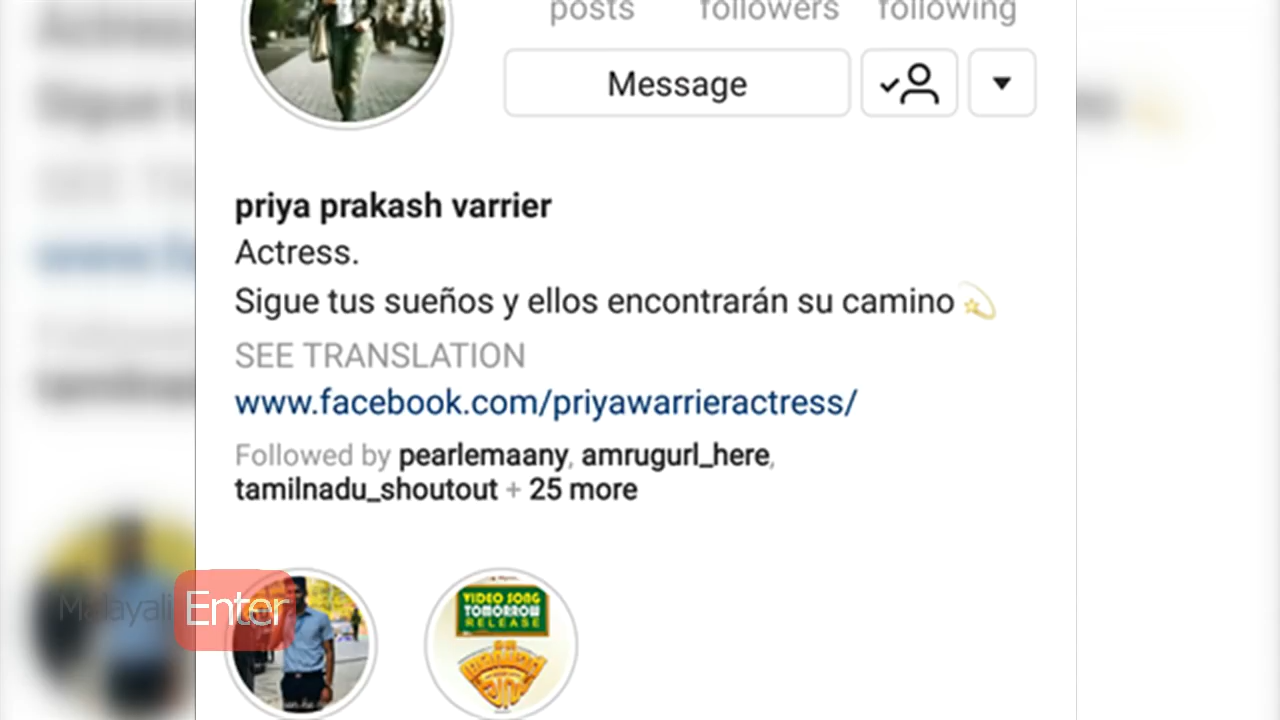 posts followers following
Message
priya prakash varrier
Actress.
Sigue tus sueños y ellos encontrarán su camino 💫
SEE TRANSLATION
www.facebook.com/priyawarrieractress/
Followed by pearlemaany, amrugurl_here,
tamilnadu_shoutout + 25 more
Malayali Enter
VIDEO SONG
TOMORROW
RELEASE